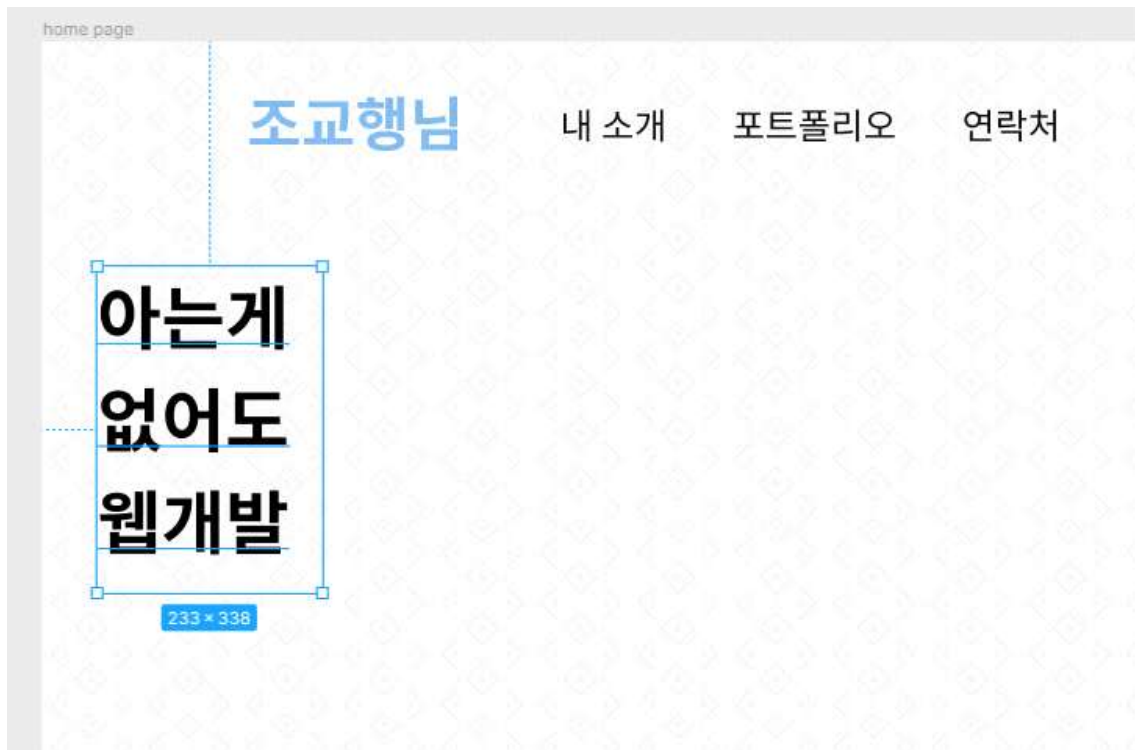 home page
조교행님 내 소개 포트폴리오 연락처
아는게
없어도
웹개발
233 × 338